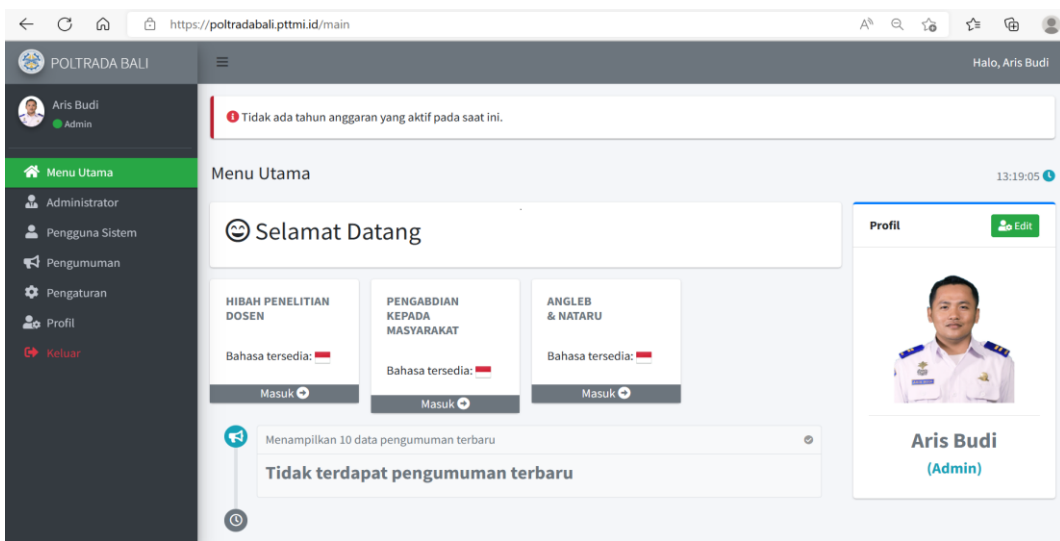 https://poltradabali.pttmi.id/main
POLTRADA BALI
Halo, Aris Budi
Aris Budi
Admin
Menu Utama
Administrator
Pengguna Sistem
Pengumuman
Pengaturan
Profil
Keluar
Tidak ada tahun anggaran yang aktif pada saat ini.
Menu Utama
13:19:05
Selamat Datang
HIBAH PENELITIAN
DOSEN
Bahasa tersedia:
Masuk
PENGABDIAN
KEPADA
MASYARAKAT
Bahasa tersedia:
Masuk
ANGLEB
& NATARU
Bahasa tersedia:
Masuk
Menampilkan 10 data pengumuman terbaru
Tidak terdapat pengumuman terbaru
Profil
Edit
Aris Budi
(Admin)